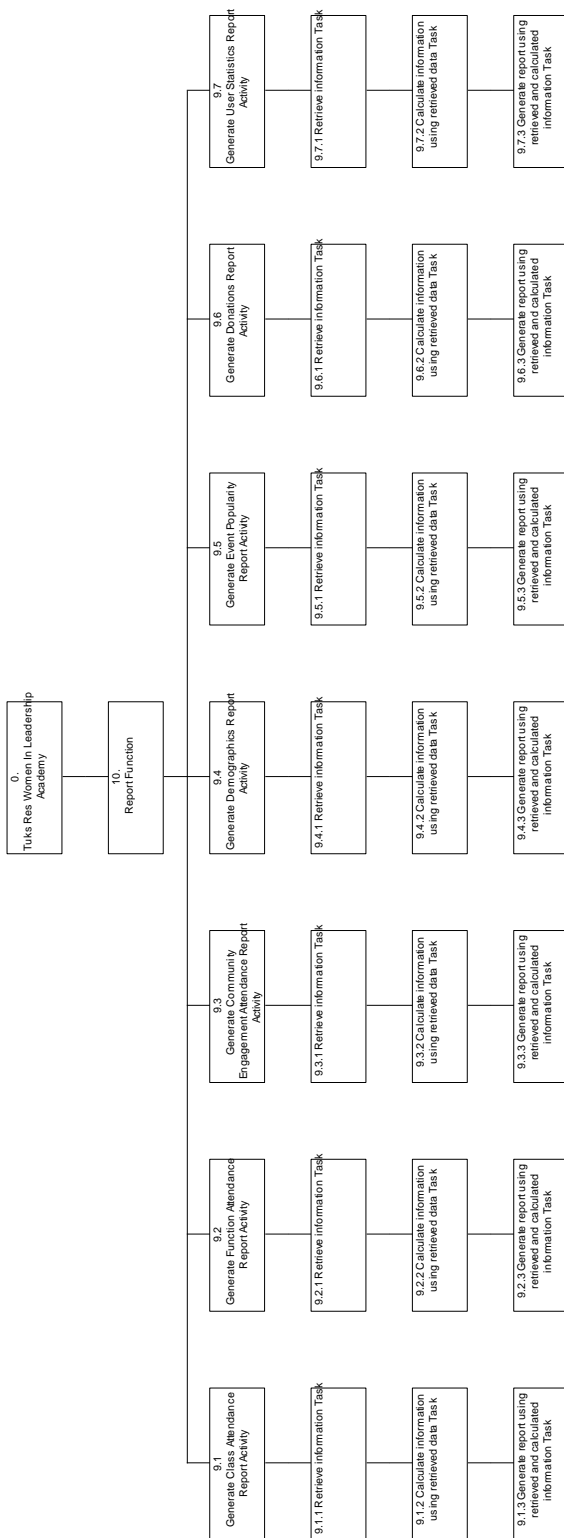 0.
Tuks Res Women In Leadership
Academy
10.
Report Function
9.1
Generate Class Attendance
Report Activity
9.2
Generate Function Attendance
Report Activity
9.3
Generate Community
Engagement Attendance Report
Activity
9.4
Generate Demographics Report
Activity
9.5
Generate Event Popularity
Report Activity
9.6
Generate Donations Report
Activity
9.7
Generate User Statistics Report
Activity
9.1.1 Retrieve information Task
9.2.1 Retrieve information Task
9.3.1 Retrieve information Task
9.4.1 Retrieve information Task
9.5.1 Retrieve information Task
9.6.1 Retrieve information Task
9.7.1 Retrieve information Task
9.1.2 Calculate information
using retrieved data Task
9.2.2 Calculate information
using retrieved data Task
9.3.2 Calculate information
using retrieved data Task
9.4.2 Calculate information
using retrieved data Task
9.5.2 Calculate information
using retrieved data Task
9.6.2 Calculate information
using retrieved data Task
9.7.2 Calculate information
using retrieved data Task
9.1.3 Generate report using
retrieved and calculated
information Task
9.2.3 Generate report using
retrieved and calculated
information Task
9.3.3 Generate report using
retrieved and calculated
information Task
9.4.3 Generate report using
retrieved and calculated
information Task
9.5.3 Generate report using
retrieved and calculated
information Task
9.6.3 Generate report using
retrieved and calculated
information Task
9.7.3 Generate report using
retrieved and calculated
information Task